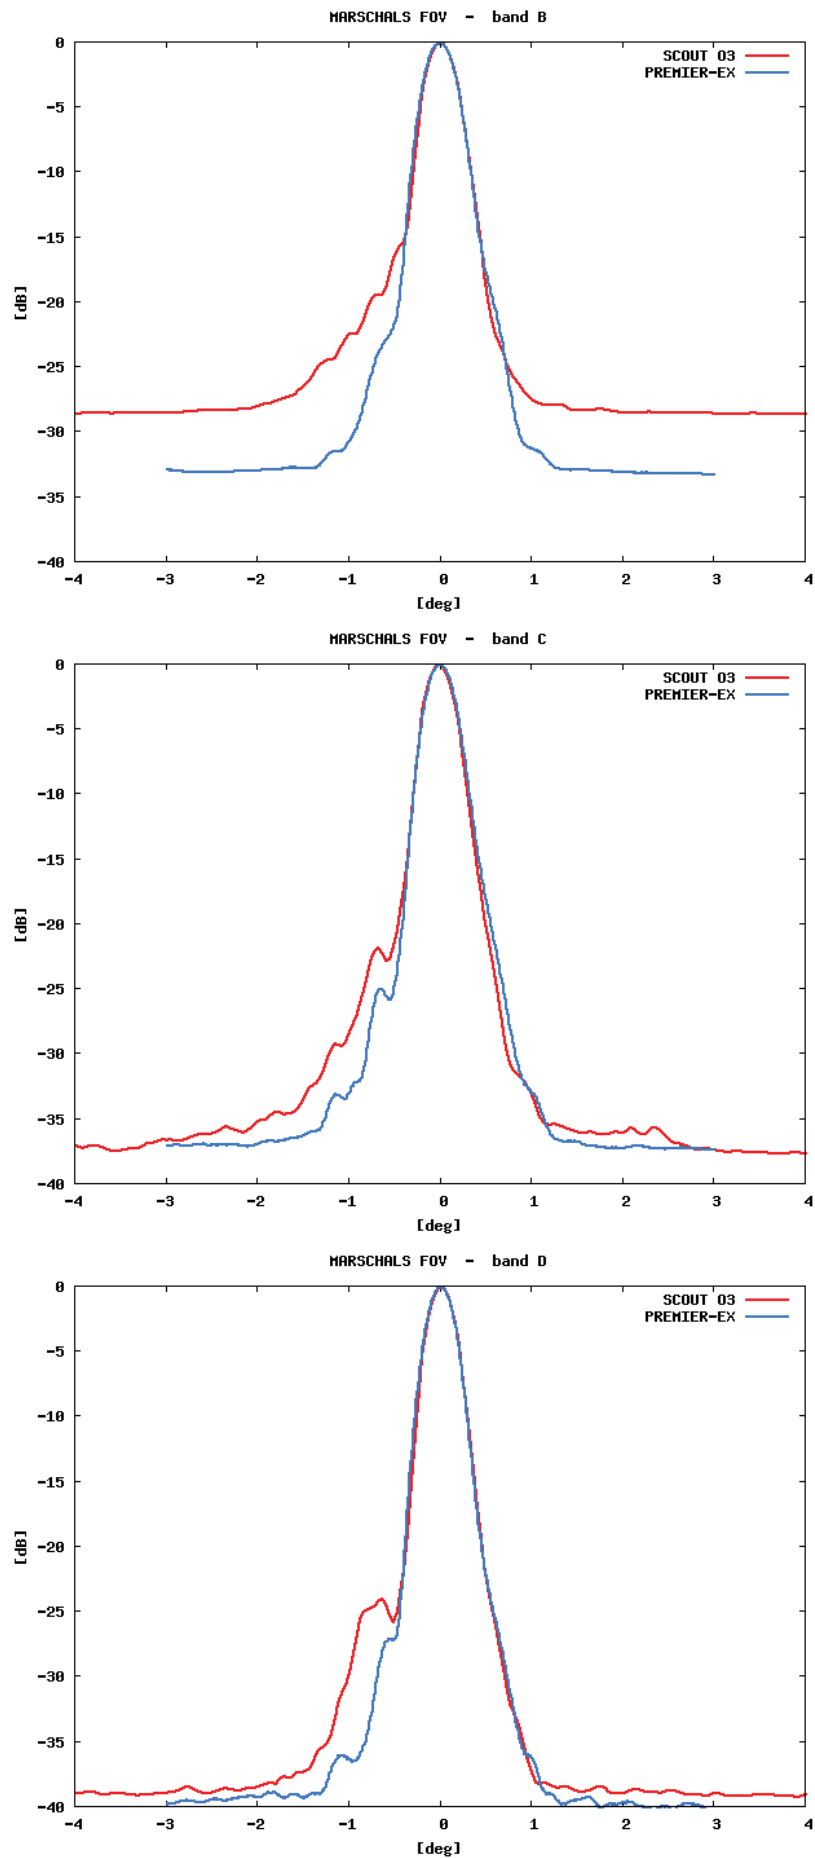 MARSCHALS FOV - band B
SCOUT O3
PREMIER-EX
0
-5
-10
-15
-20
-25
-30
-35
-40
[dB]
-4 -3 -2 -1 0 1 2 3 4
[deg]
MARSCHALS FOV - band C
SCOUT O3
PREMIER-EX
0
-5
-10
-15
-20
-25
-30
-35
-40
[dB]
-4 -3 -2 -1 0 1 2 3 4
[deg]
MARSCHALS FOV - band D
SCOUT O3
PREMIER-EX
0
-5
-10
-15
-20
-25
-30
-35
-40
[dB]
-4 -3 -2 -1 0 1 2 3 4
[deg]